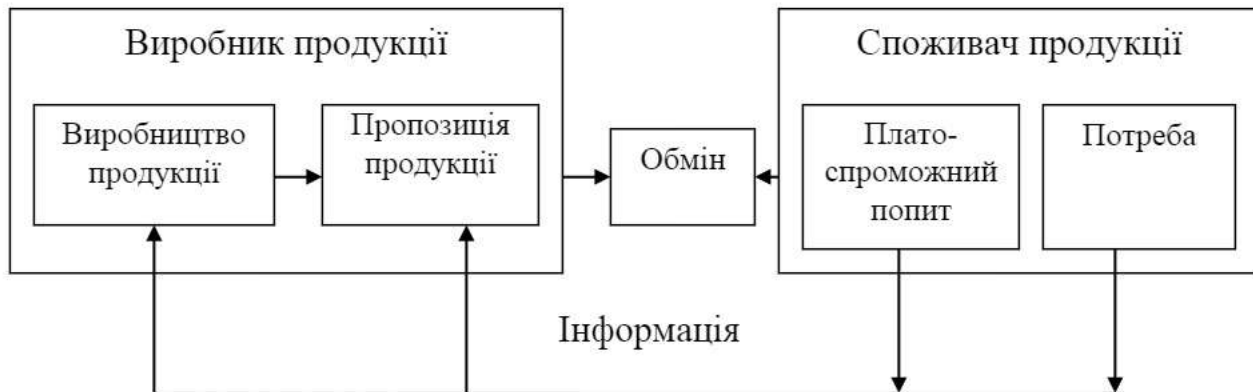 Виробник продукції
Виробництво
продукції
Пропозиція
продукції
Обмін
Споживач продукції
Плато-
спроможний
попит
Потреба
Інформація